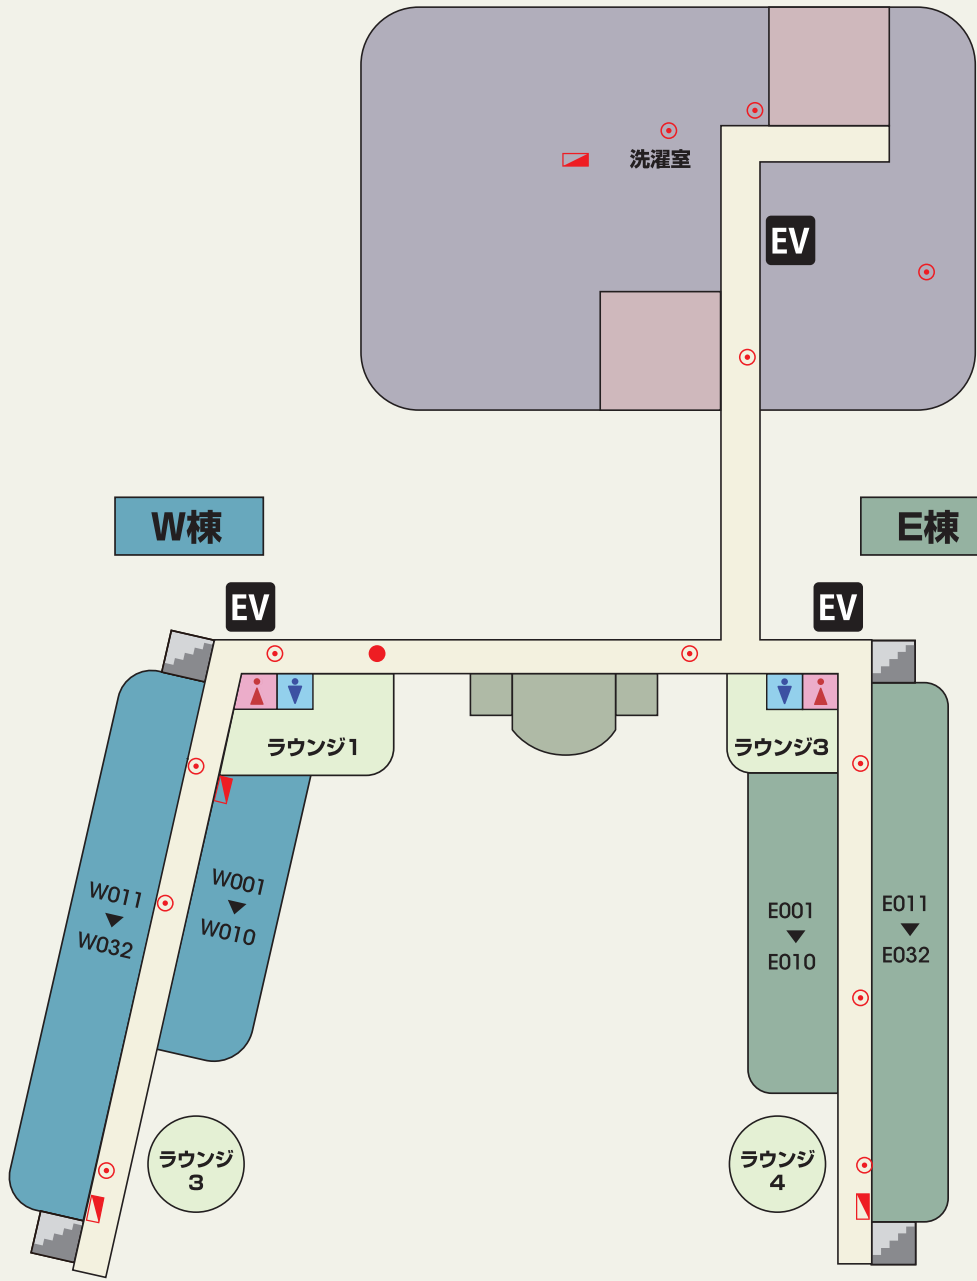 洗濯室
EV
W棟
E棟
EV
EV
ラウンジ1
ラウンジ3
W011
▼
W032
W001
▼
W010
E001
▼
E010
E011
▼
E032
ラウンジ
3
ラウンジ
4